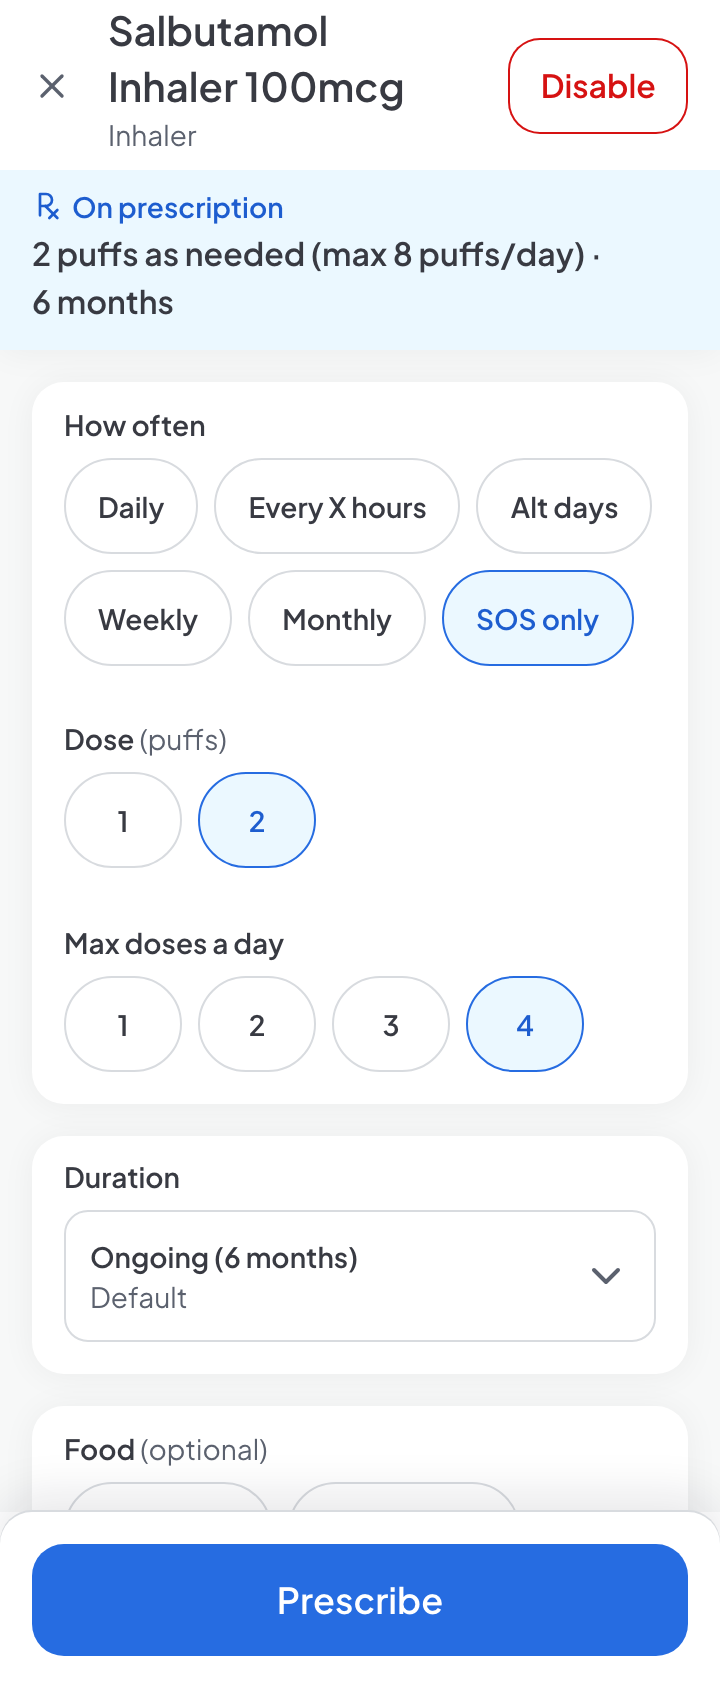 Salbutamol
Inhaler 100mcg
Inhaler
Disable
℞ On prescription
2 puffs as needed (max 8 puffs/day) ·
6 months
How often
Daily
Every X hours
Alt days
Weekly
Monthly
SOS only
Dose (puffs)
1
2
Max doses a day
1
2
3
4
Duration
Ongoing (6 months)
Default
Food (optional)
Prescribe